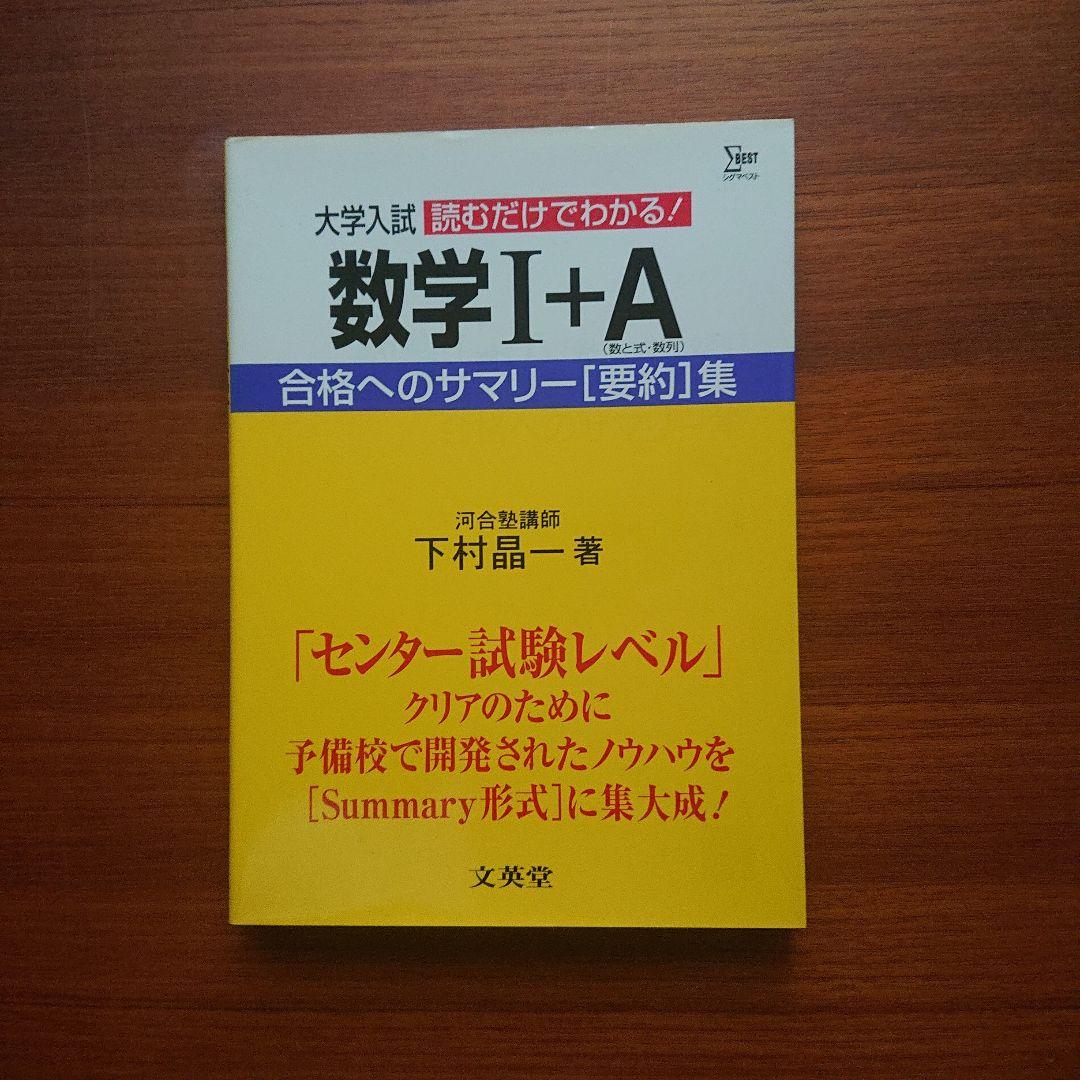 ΣBEST
シグマベスト
大学入試 読むだけでわかる!
数学I+A
(数と式・数列)
合格へのサマリー[要約]集
河合塾講師
下村晶一 著
「センター試験レベル」
クリアのために
予備校で開発されたノウハウを
[Summary形式]に集大成!
文英堂